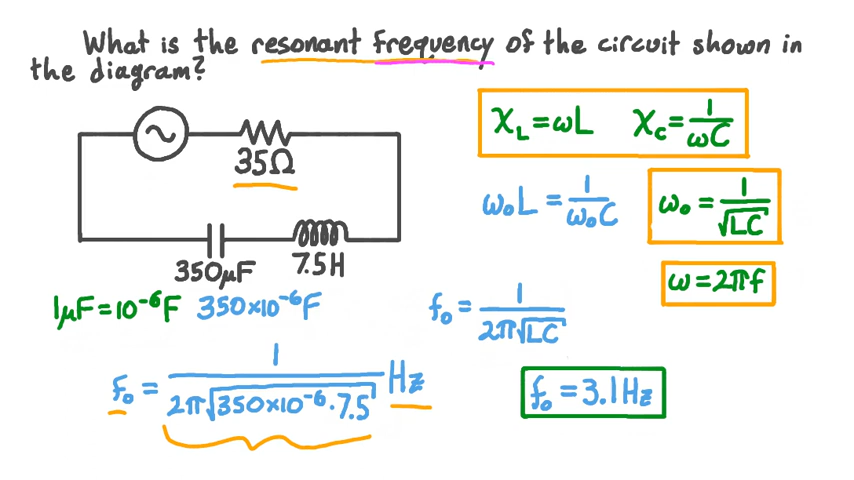 What is the resonant frequency of the circuit shown in
the diagram?
35Ω
350μF
7.5H
1μF = 10⁻⁶F 350×10⁻⁶F
X_L = ωL X_C = 1/ωC
ω₀L = 1/ω₀C
ω₀ = 1/√LC
ω = 2πf
f₀ = 1/2π√LC
f₀ = 1/2π√350×10⁻⁶·7.5 Hz
f₀ = 3.1Hz